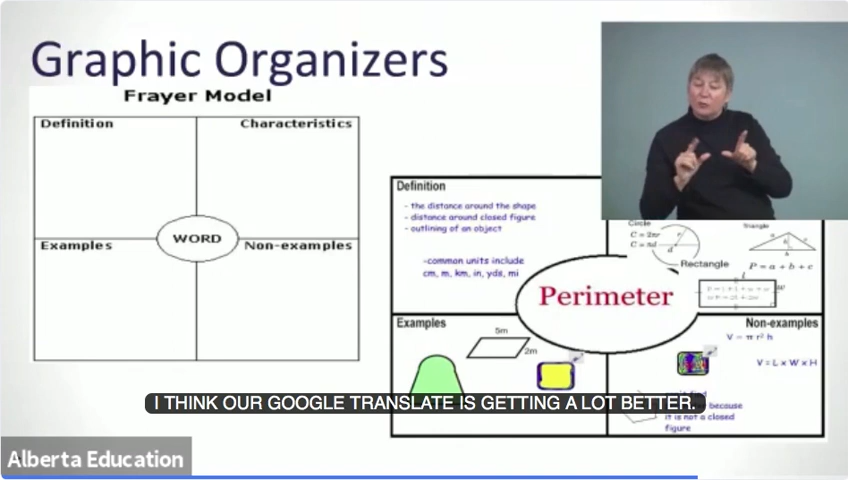 Graphic Organizers
Frayer Model
Definition
Characteristics
WORD
Examples
Non-examples
Definition
- the distance around the shape
- distance around closed figure
- outlining of an object
-common units include
cm, m, km, in, yds, mi
Circle
C = 2πr
C = πd
d
Triangle
a
c
h
b
P = a + b + c
Rectangle
l
w
Perimeter
Examples
5m
2m
Non-examples
V = π r² h
V = L x W x H
find
because
it is not a closed
figure
I THINK OUR GOOGLE TRANSLATE IS GETTING A LOT BETTER.
Alberta Education